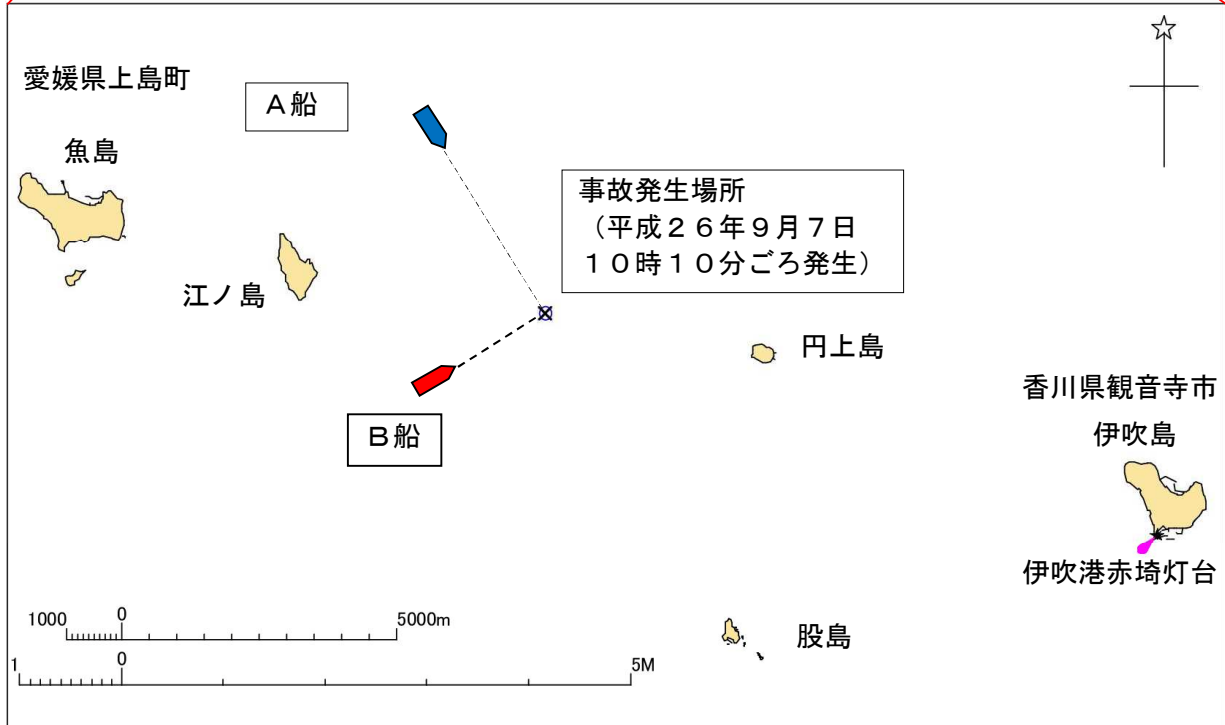 愛媛県上島町
A船
魚島
事故発生場所
(平成26年9月7日
10時10分ごろ発生)
江ノ島
円上島
香川県観音寺市
B船
伊吹島
伊吹港赤埼灯台
1000 0 5000m
股島
1 0 5M